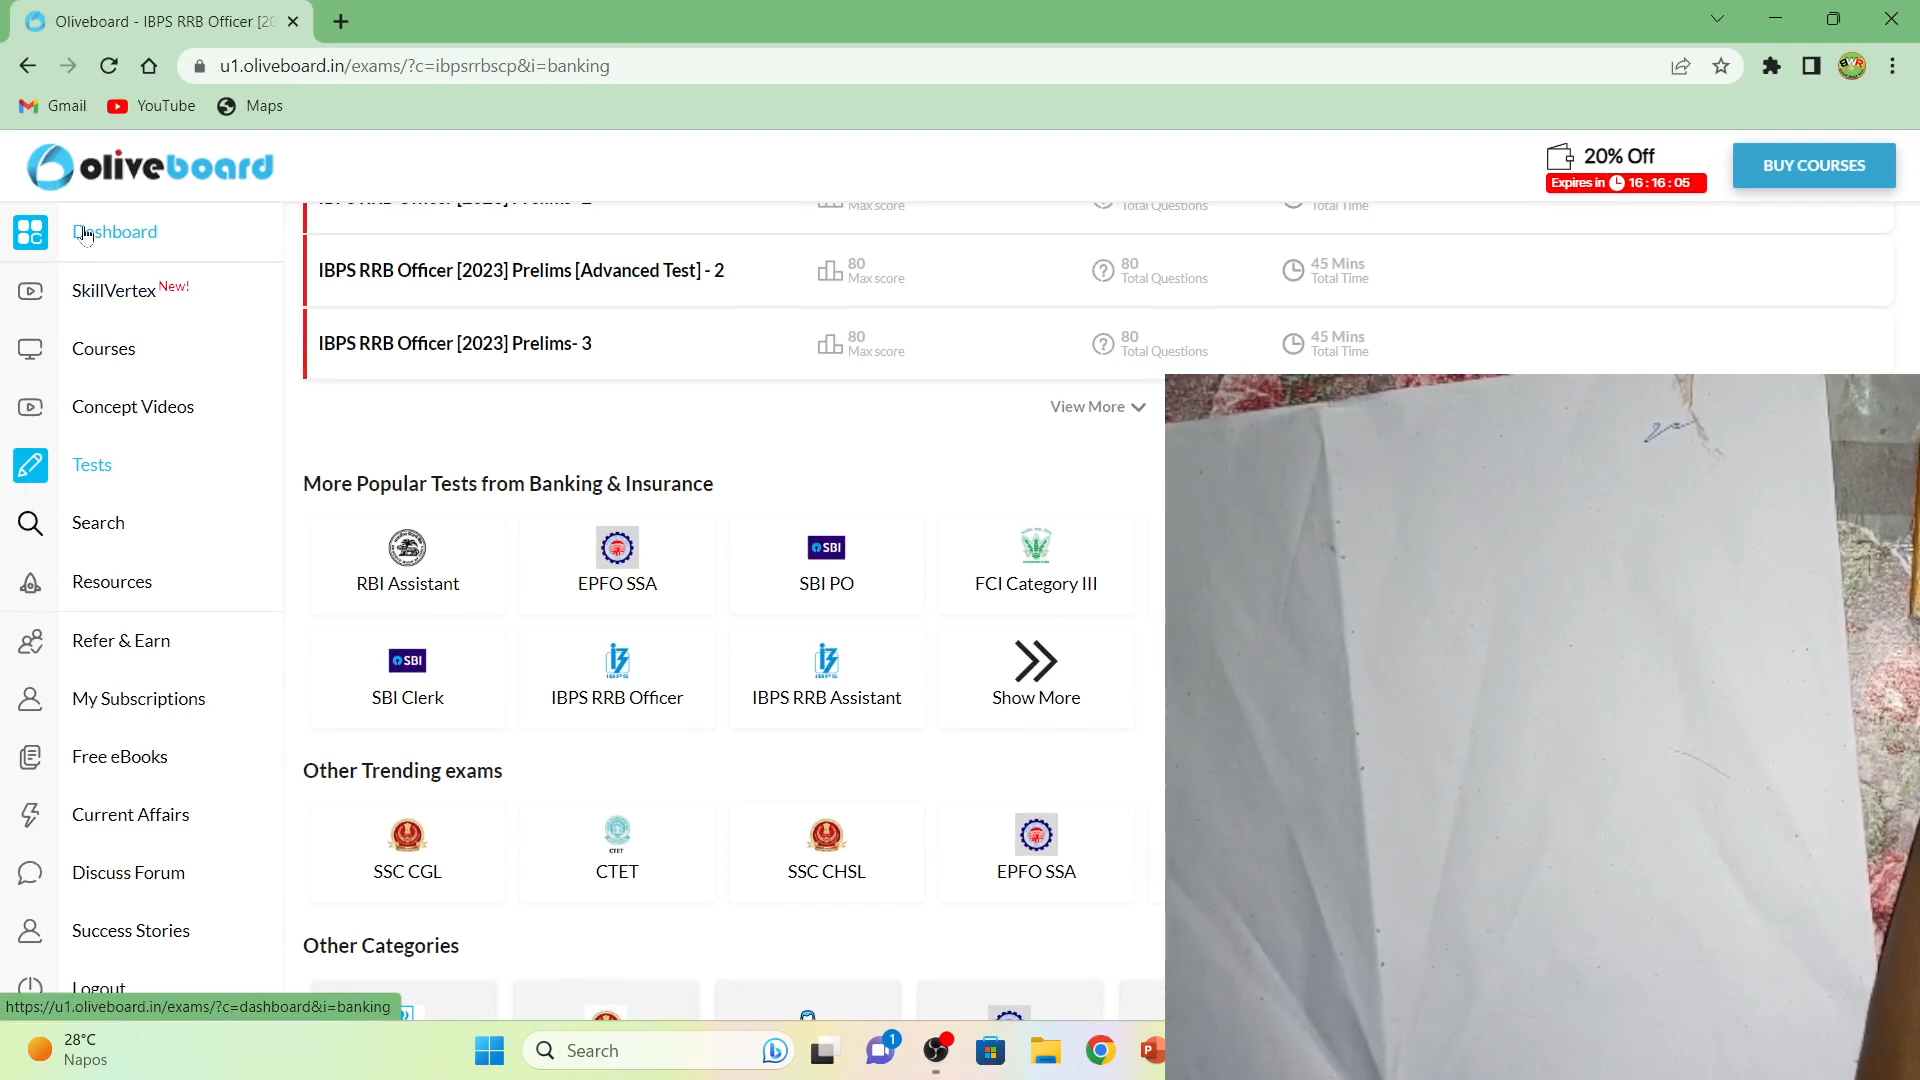 Oliveboard - IBPS RRB Officer [20
u1.oliveboard.in/exams/?c=ibpsrrbscp&i=banking
Gmail
YouTube
Maps
oliveboard
20% Off
Expires in 16 : 16 : 05
BUY COURSES
Dashboard
SkillVertex New!
Courses
Concept Videos
Tests
Search
Resources
Refer & Earn
My Subscriptions
Free eBooks
Current Affairs
Discuss Forum
Success Stories
Logout
Max score
Total Questions
Total Time
IBPS RRB Officer [2023] Prelims [Advanced Test] - 2
80 Max score
80 Total Questions
45 Mins Total Time
IBPS RRB Officer [2023] Prelims- 3
80 Max score
80 Total Questions
45 Mins Total Time
View More
More Popular Tests from Banking & Insurance
RBI Assistant
EPFO SSA
SBI
SBI PO
FCI Category III
SBI
SBI Clerk
IBPS
IBPS RRB Officer
IBPS
IBPS RRB Assistant
Show More
Other Trending exams
SSC CGL
CTET
CTET
SSC CHSL
EPFO SSA
Other Categories
https://u1.oliveboard.in/exams/?c=dashboard&i=banking
28°C
Napos
Search
1